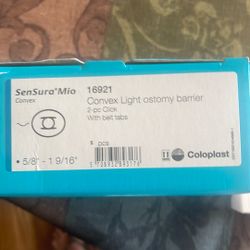 SenSura® Mio
Convex
16921
Convex Light ostomy barrier
2-pc Click
With belt tabs
5/8" - 1 9/16"
5 pcs
Coloplast